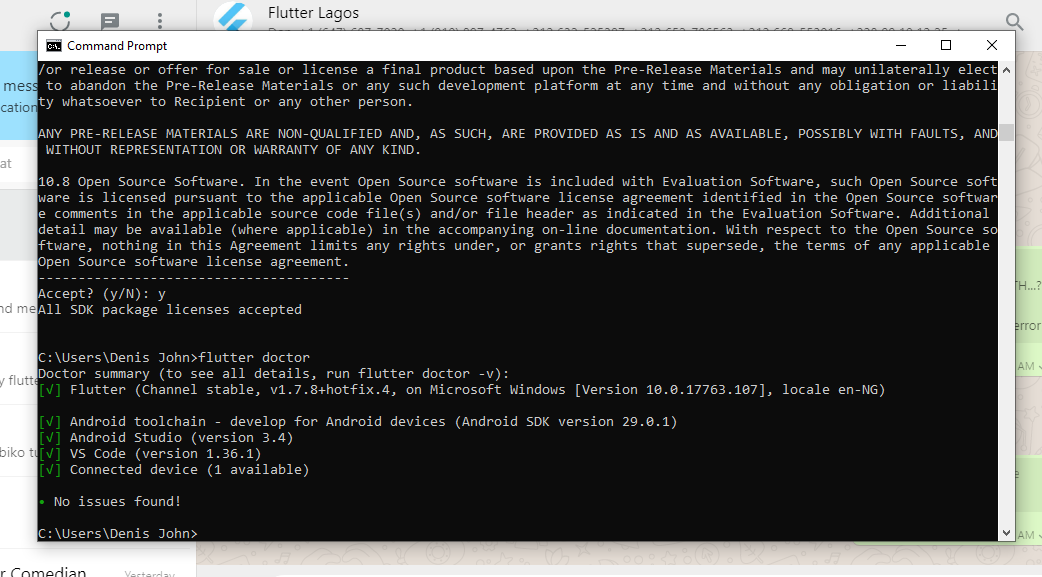 Flutter Lagos
Command Prompt
/or release or offer for sale or license a final product based upon the Pre-Release Materials and may unilaterally elect
to abandon the Pre-Release Materials or any such development platform at any time and without any obligation or liabili
ty whatsoever to Recipient or any other person.
ANY PRE-RELEASE MATERIALS ARE NON-QUALIFIED AND, AS SUCH, ARE PROVIDED AS IS AND AS AVAILABLE, POSSIBLY WITH FAULTS, AND
WITHOUT REPRESENTATION OR WARRANTY OF ANY KIND.
10.8 Open Source Software. In the event Open Source software is included with Evaluation Software, such Open Source soft
ware is licensed pursuant to the applicable Open Source software license agreement identified in the Open Source softwar
e comments in the applicable source code file(s) and/or file header as indicated in the Evaluation Software. Additional
detail may be available (where applicable) in the accompanying on-line documentation. With respect to the Open Source so
ftware, nothing in this Agreement limits any rights under, or grants rights that supersede, the terms of any applicable
Open Source software license agreement.
---------------------------------------
Accept? (y/N): y
All SDK package licenses accepted
C:\Users\Denis John>flutter doctor
Doctor summary (to see all details, run flutter doctor -v):
[√] Flutter (Channel stable, v1.7.8+hotfix.4, on Microsoft Windows [Version 10.0.17763.107], locale en-NG)
[√] Android toolchain - develop for Android devices (Android SDK version 29.0.1)
[√] Android Studio (version 3.4)
[√] VS Code (version 1.36.1)
[√] Connected device (1 available)
• No issues found!
C:\Users\Denis John>
mess
cation
at
nd me
y flutt
biko tu
TH...?
error
AM
e
AM
r Comedian
Yesterday